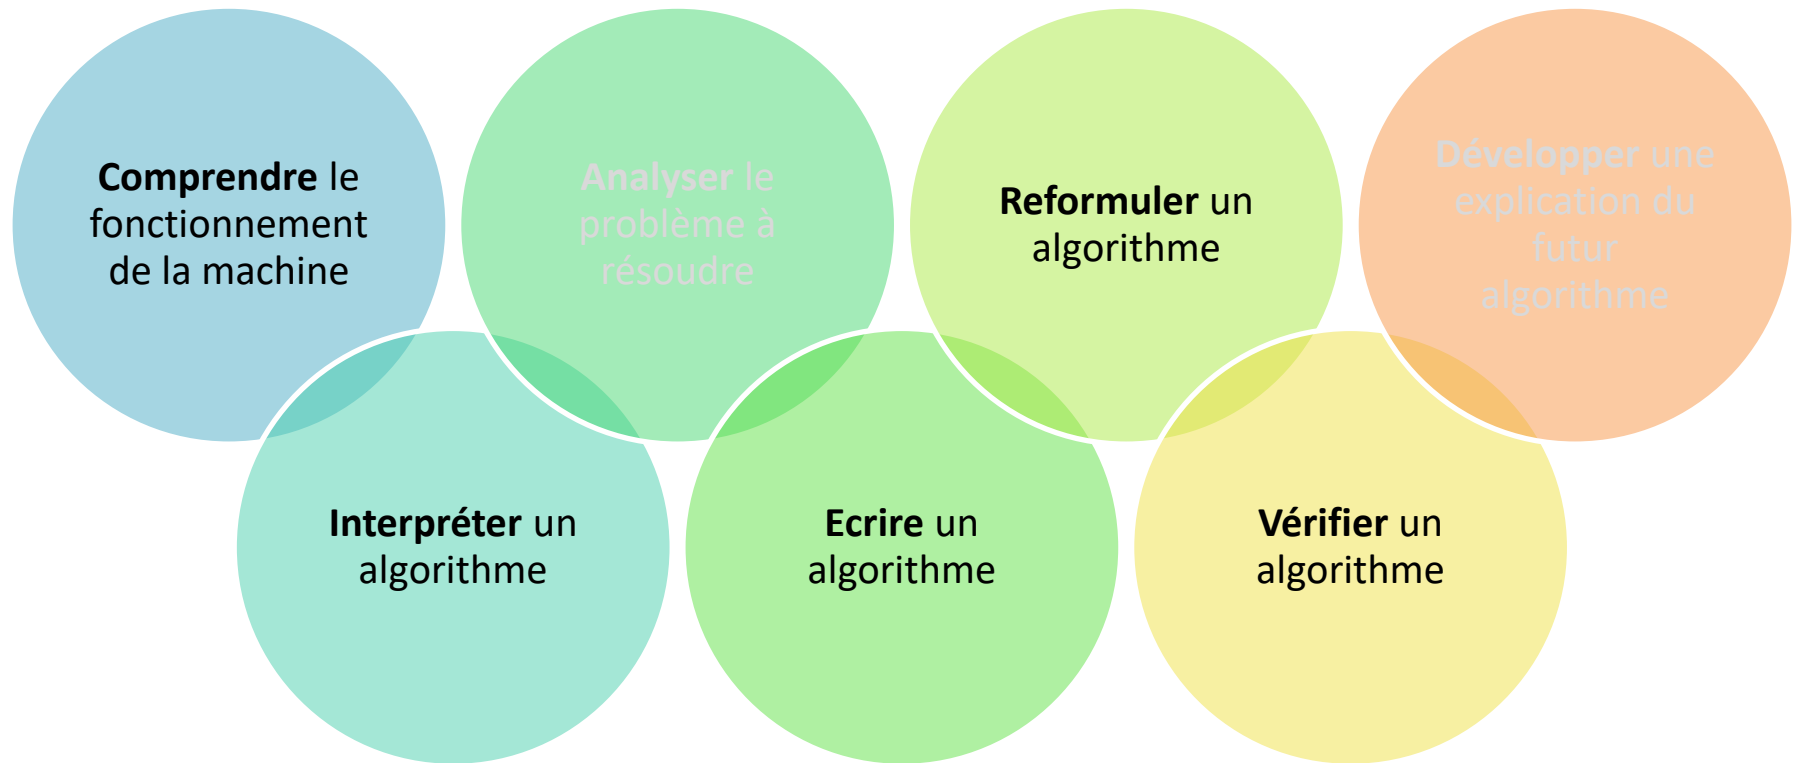 Comprendre le
fonctionnement
de la machine
Interpréter un
algorithme
Analyser le
problème à
résoudre
Ecrire un
algorithme
Reformuler un
algorithme
Vérifier un
algorithme
Développer une
explication du
futur
algorithme